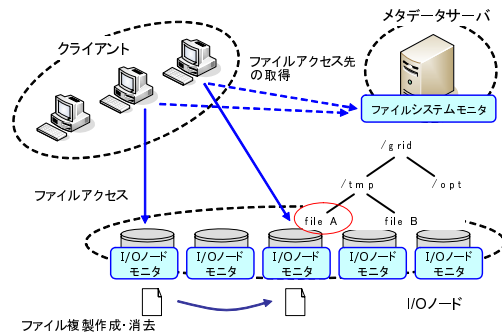 メタデータサーバ
クライアント
ファイルアクセス先
の取得
ファイルシステムモニタ
/grid
/tmp
/opt
ファイルアクセス
file A
file B
I/Oノード
モニタ
I/Oノード
モニタ
I/Oノード
モニタ
I/Oノード
モニタ
I/Oノード
モニタ
I/Oノード
ファイル複製作成・消去